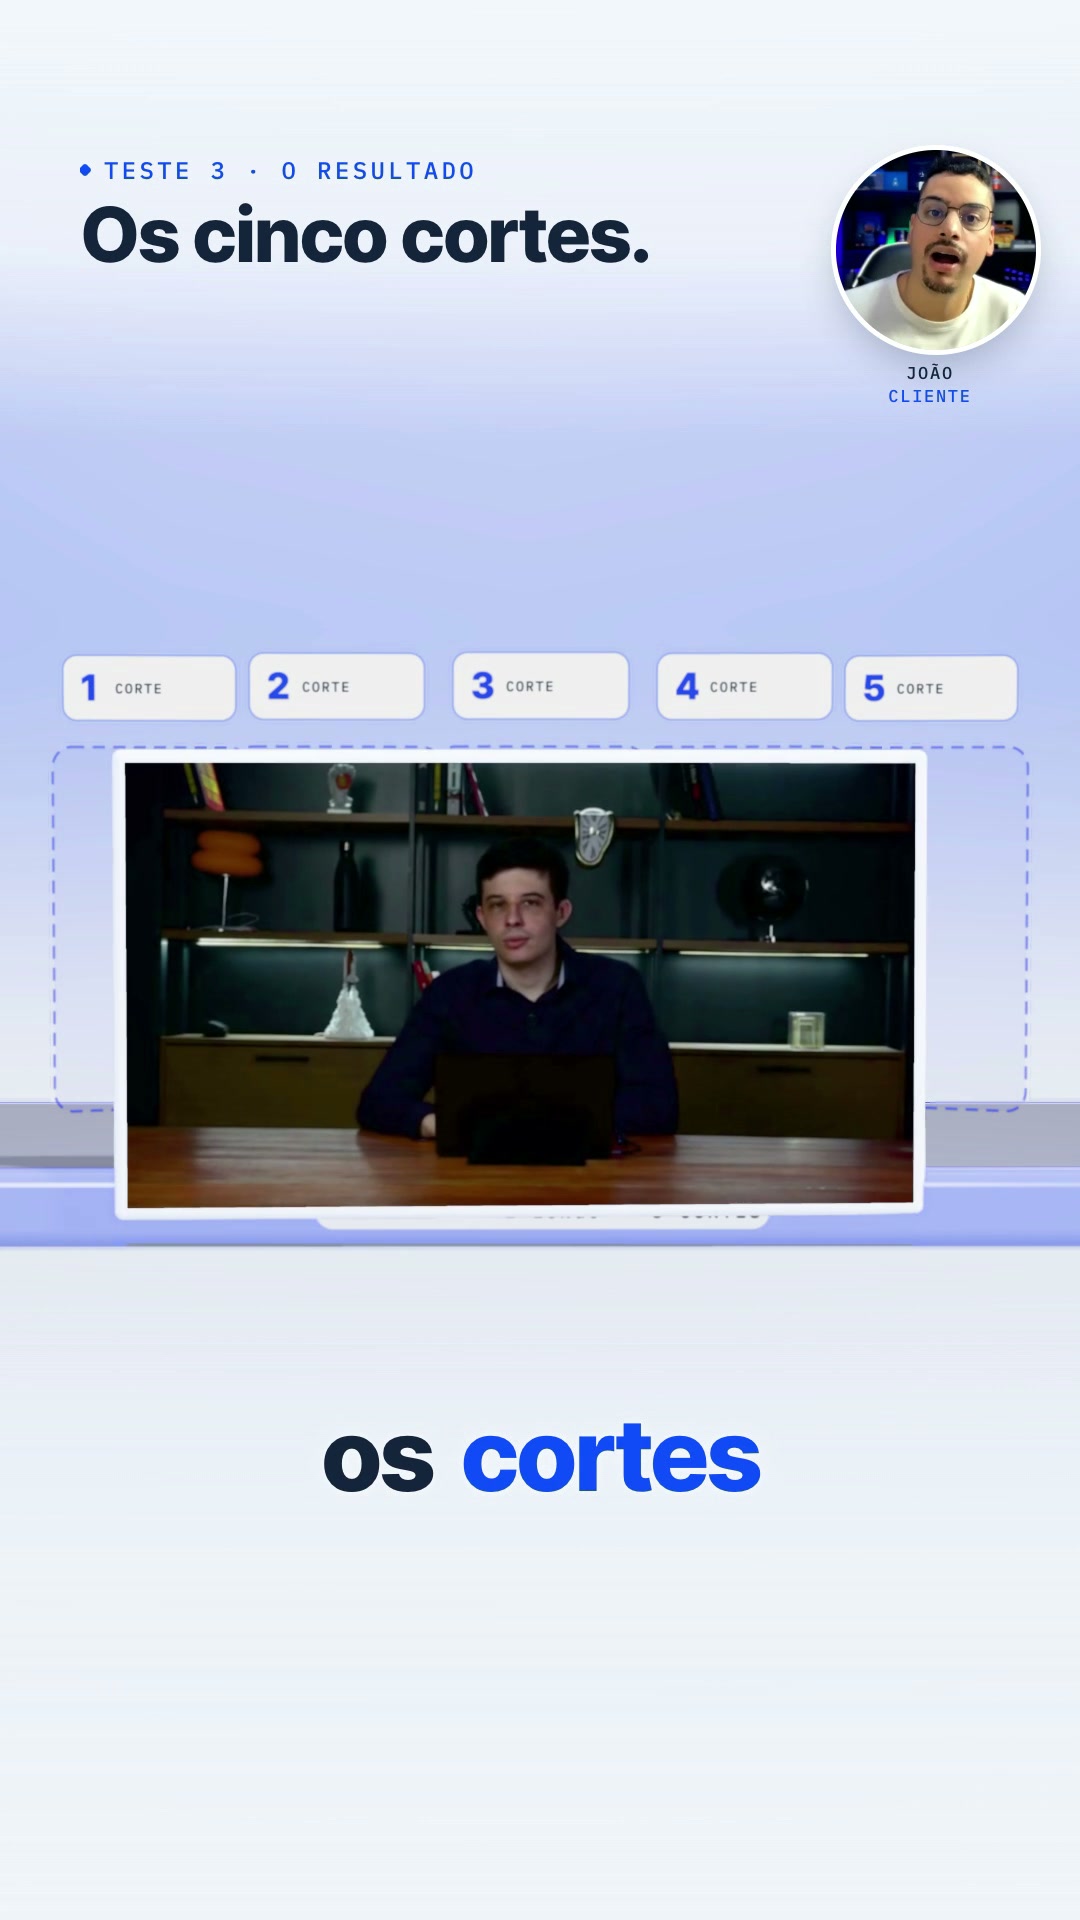 TESTE 3 · O RESULTADO
Os cinco cortes.
JOÃO
CLIENTE
1 CORTE
2 CORTE
3 CORTE
4 CORTE
5 CORTE
os cortes